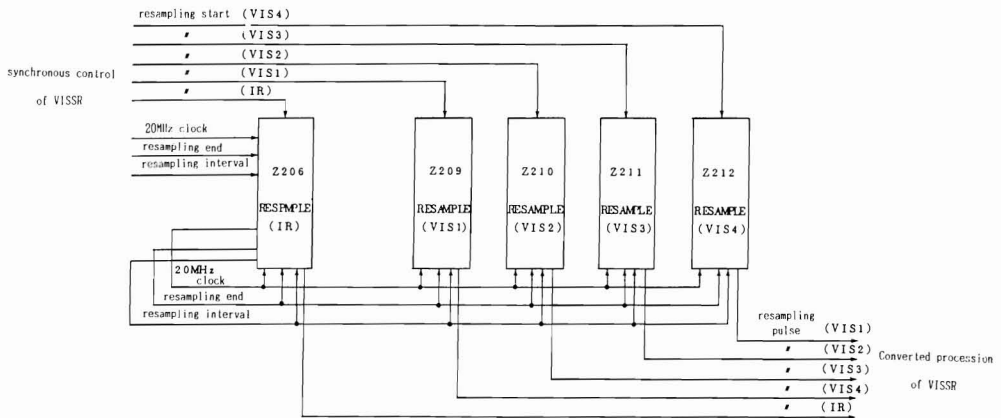 resampling start (VIS4)
〃 (VIS3)
〃 (VIS2)
synchronous control
〃 (VIS1)
of VISSR
〃 (IR)
20MHz clock
resampling end
resampling interval
Z206
RESPMPLE
(IR)
Z209
RESAMPLE
(VIS1)
Z210
RESAMPLE
(VIS2)
Z211
RESAMPLE
(VIS3)
Z212
RESAMPLE
(VIS4)
20MHz
clock
resampling end
resampling interval
resampling
pulse (VIS1)
〃 (VIS2)
Converted procession
〃 (VIS3)
of VISSR
〃 (VIS4)
〃 (IR)